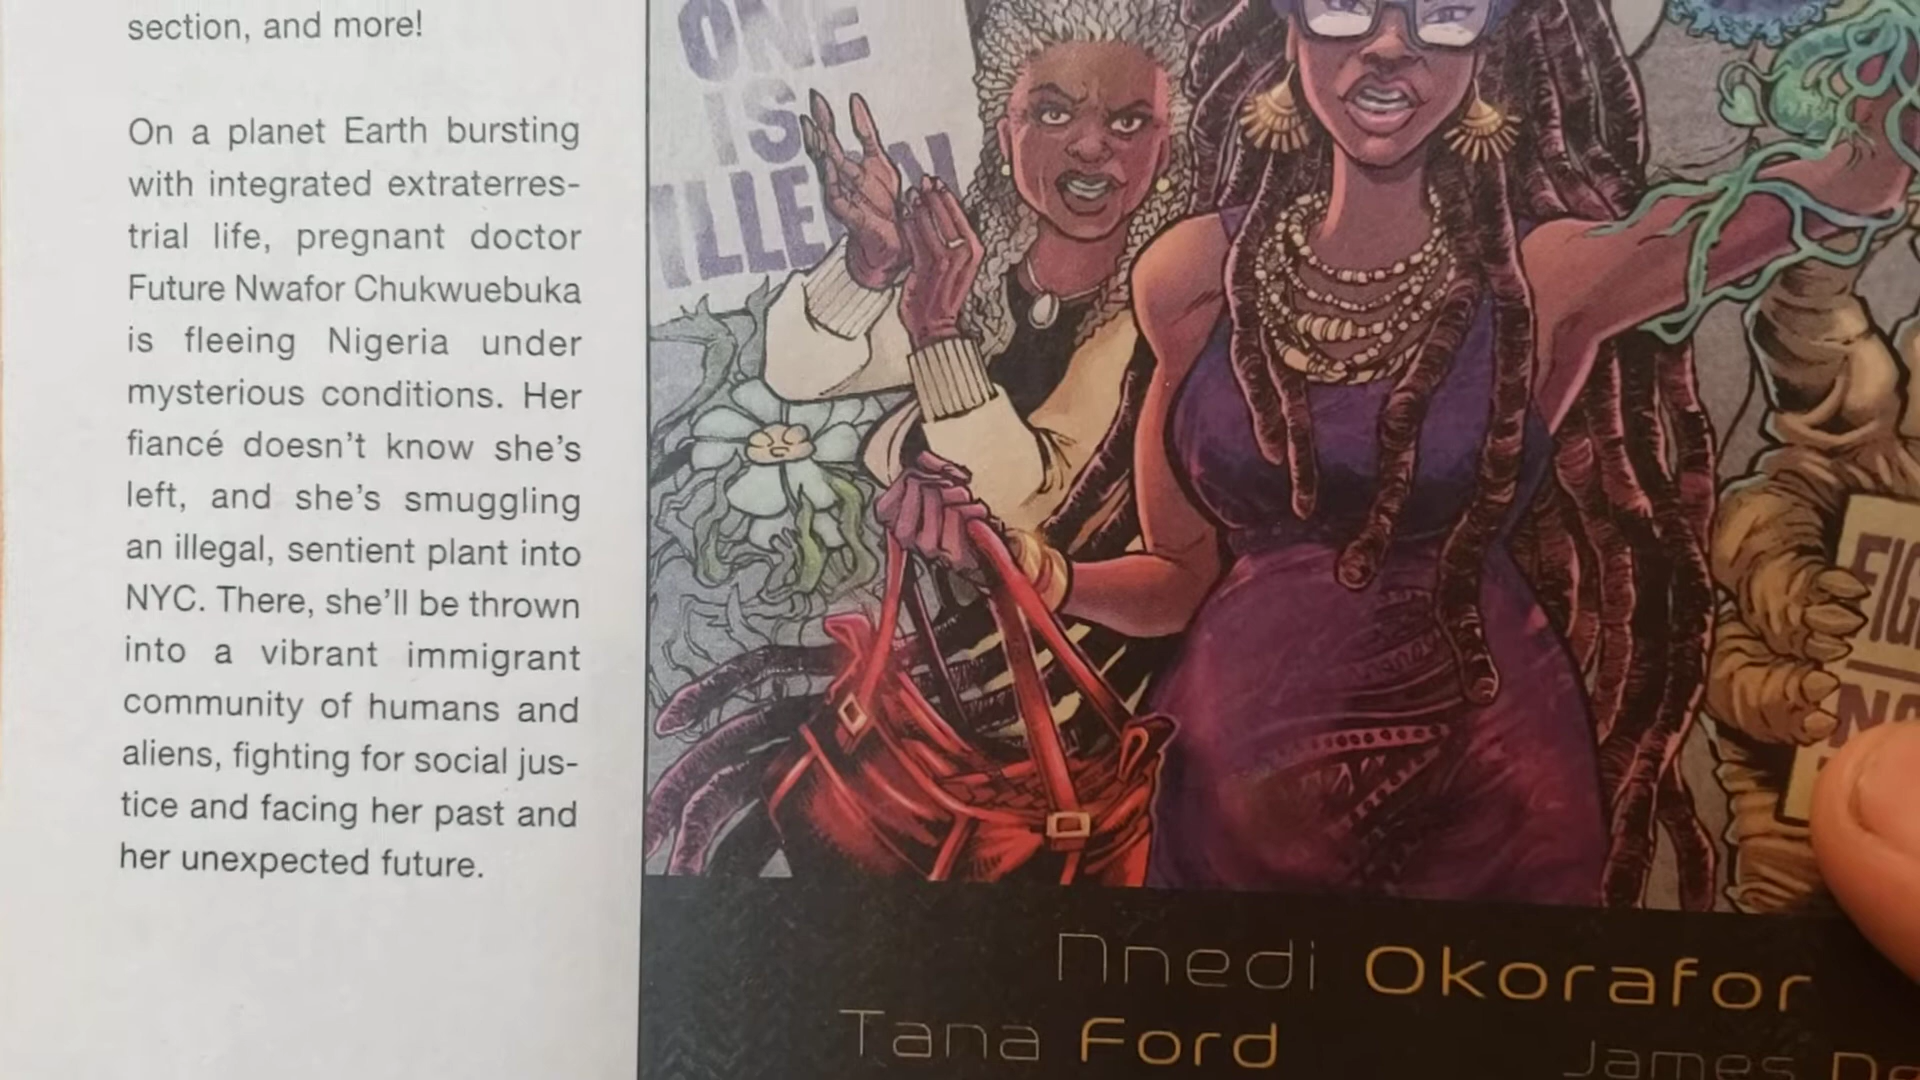 section, and more!
On a planet Earth bursting
with integrated extraterres-
trial life, pregnant doctor
Future Nwafor Chukwuebuka
is fleeing Nigeria under
mysterious conditions. Her
fiancé doesn't know she's
left, and she's smuggling
an illegal, sentient plant into
NYC. There, she'll be thrown
into a vibrant immigrant
community of humans and
aliens, fighting for social jus-
tice and facing her past and
her unexpected future.
ONE
IS
Nnedi Okorafor
Tana Ford
James